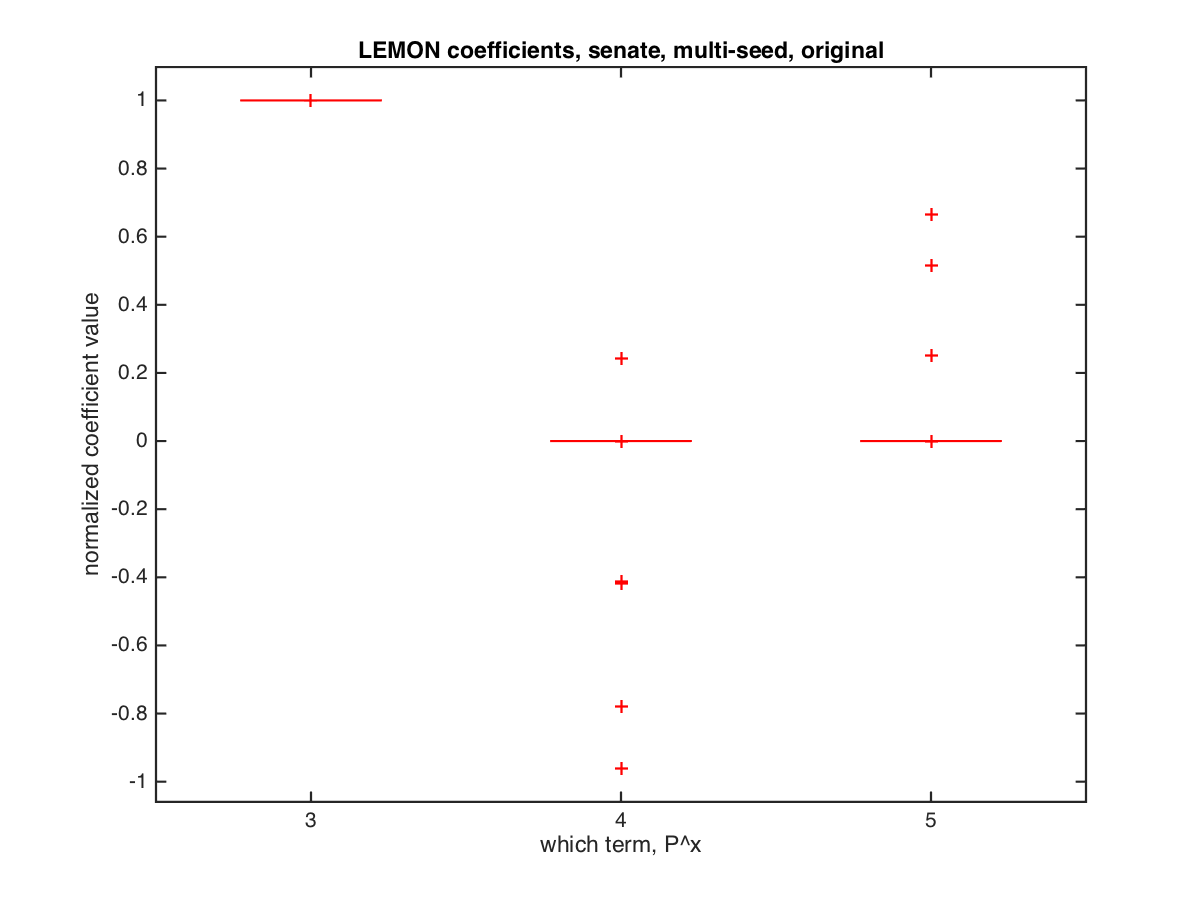 LEMON coefficients, senate, multi-seed, original
1
0.8
0.6
0.4
0.2
0
-0.2
-0.4
-0.6
-0.8
-1
normalized coefficient value
3 4 5
which term, P^x